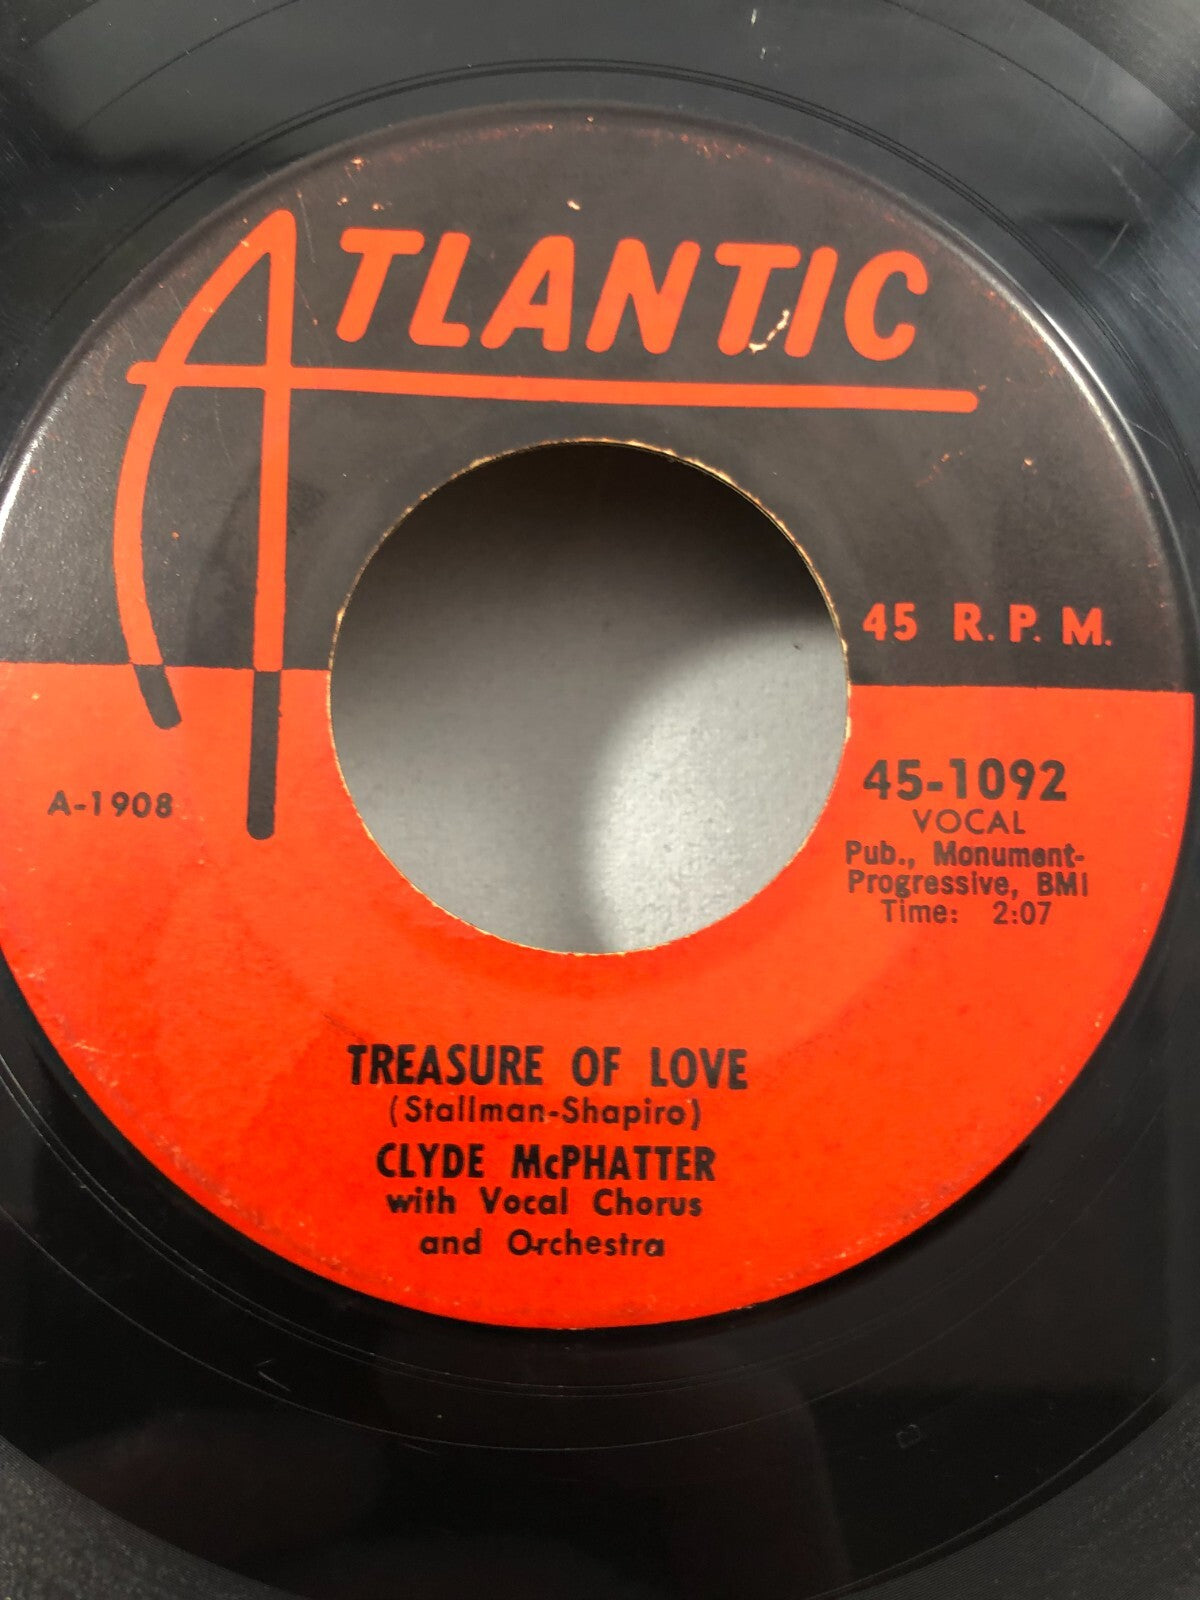 ATLANTIC
45 R.P.M.
A-1908
45-1092
VOCAL
Pub., Monument-
Progressive, BMI
Time: 2:07
TREASURE OF LOVE
(Stallman-Shapiro)
CLYDE McPHATTER
with Vocal Chorus
and Orchestra